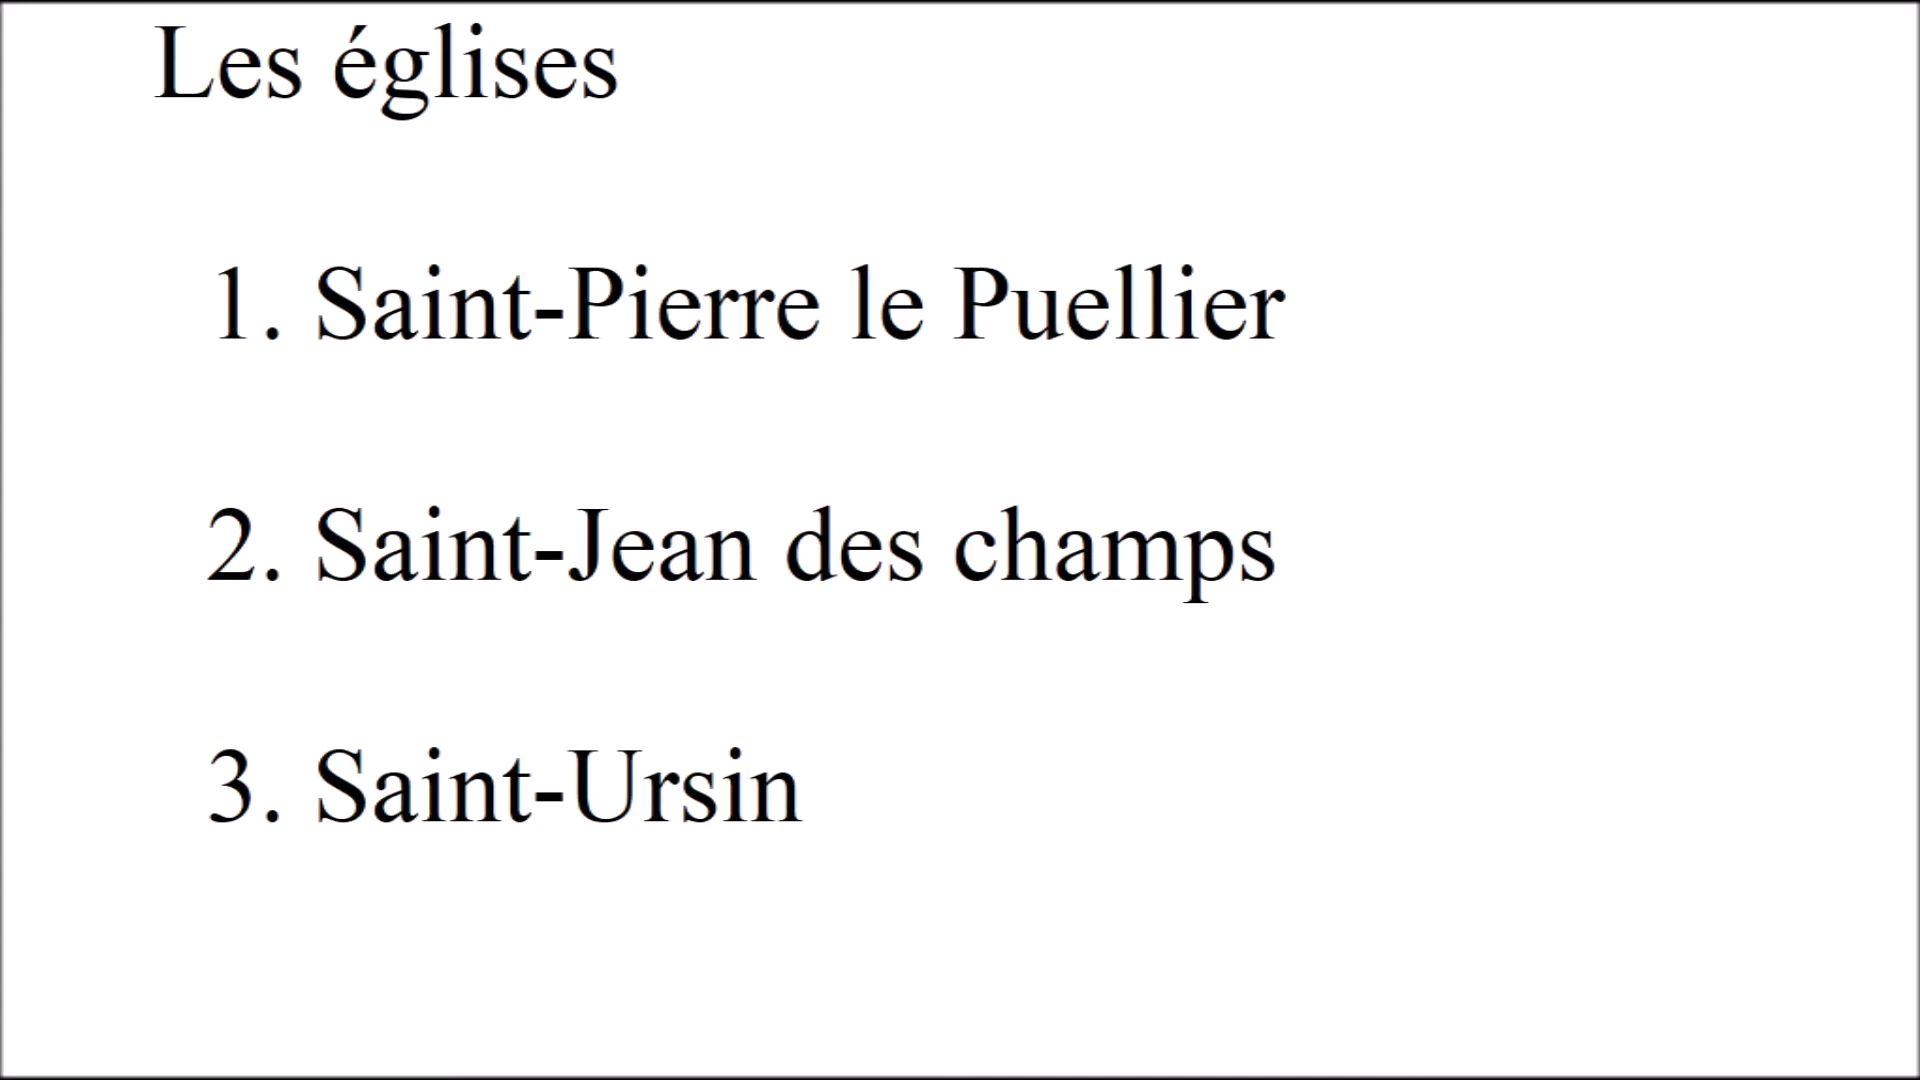 Les églises
1. Saint-Pierre le Puellier
2. Saint-Jean des champs
3. Saint-Ursin